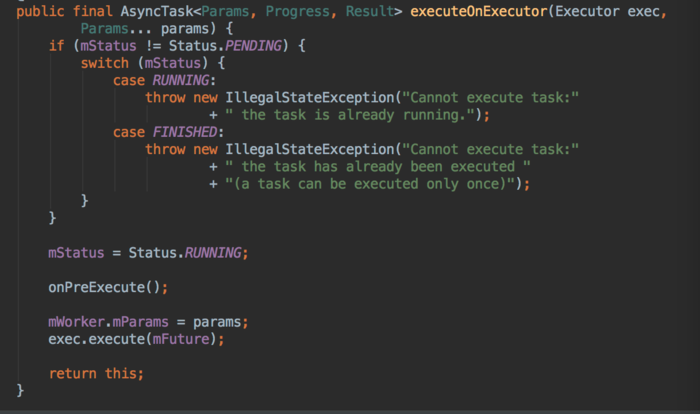 public final AsyncTask<Params, Progress, Result> executeOnExecutor(Executor exec,
        Params... params) {
    if (mStatus != Status.PENDING) {
        switch (mStatus) {
            case RUNNING:
                throw new IllegalStateException("Cannot execute task:"
                        + " the task is already running.");
            case FINISHED:
                throw new IllegalStateException("Cannot execute task:"
                        + " the task has already been executed "
                        + "(a task can be executed only once)");
        }
    }

    mStatus = Status.RUNNING;

    onPreExecute();

    mWorker.mParams = params;
    exec.execute(mFuture);

    return this;
}